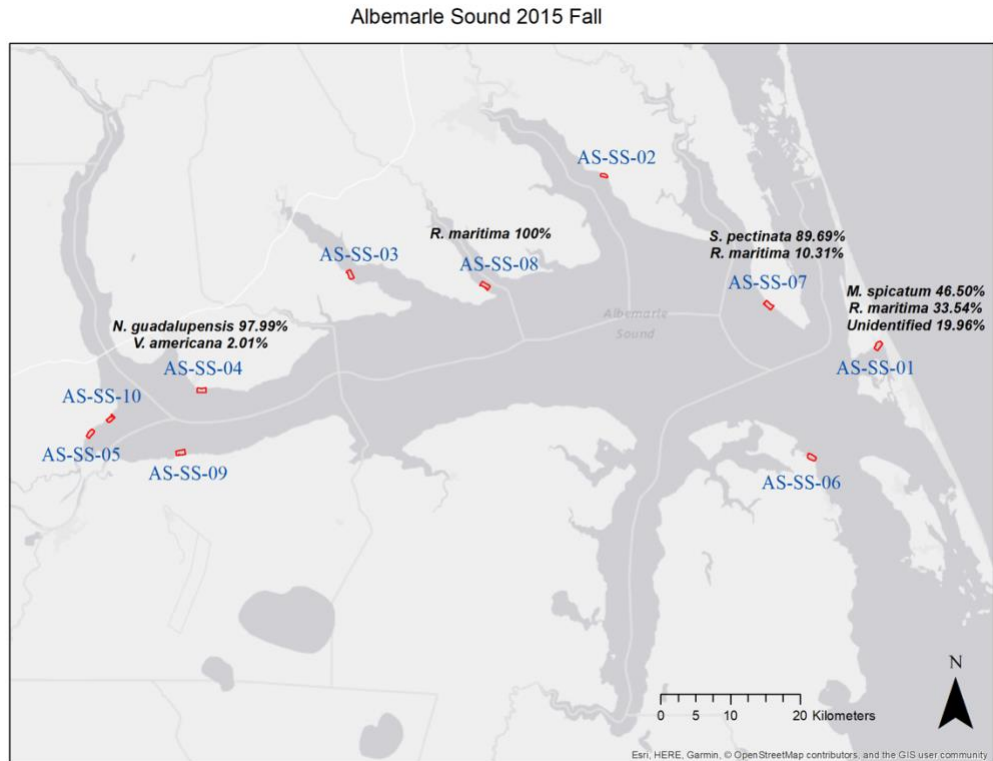 Albemarle Sound 2015 Fall
AS-SS-02
R. maritima 100%
S. pectinata 89.69%
R. maritima 10.31%
AS-SS-03
AS-SS-08
AS-SS-07
M. spicatum 46.50%
R. maritima 33.54%
Unidentified 19.96%
Albemarle
Sound
N. guadalupensis 97.99%
V. americana 2.01%
AS-SS-04
AS-SS-01
AS-SS-10
AS-SS-05
AS-SS-09
AS-SS-06
N
0 5 10 20 Kilometers
Esri, HERE, Garmin, © OpenStreetMap contributors, and the GIS user community